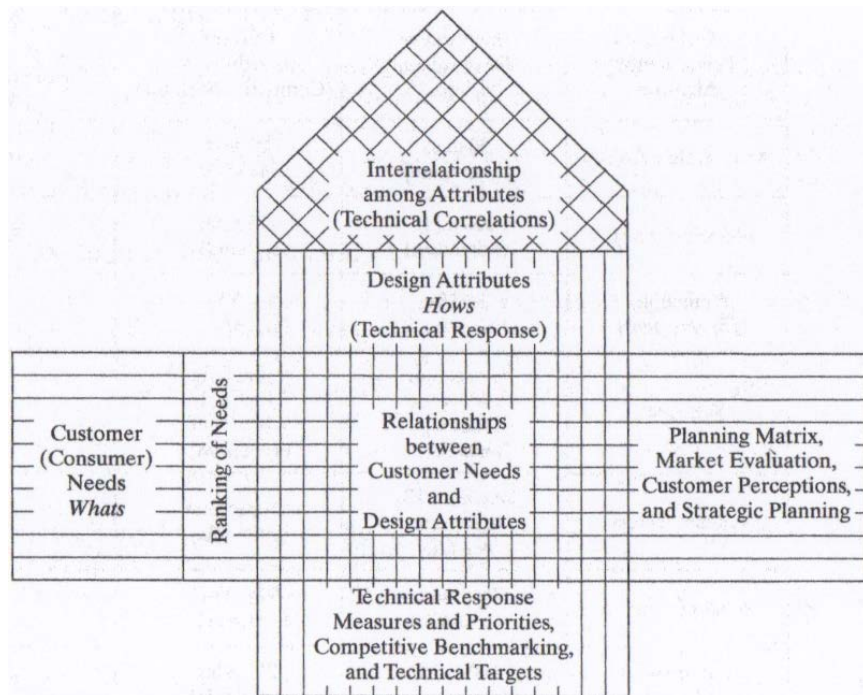 Interrelationship
among Attributes
(Technical Correlations)
Design Attributes
Hows
(Technical Response)
Customer
(Consumer)
Needs
Whats
Ranking of Needs
Relationships
between
Customer Needs
and
Design Attributes
Planning Matrix,
Market Evaluation,
Customer Perceptions,
and Strategic Planning
Technical Response
Measures and Priorities,
Competitive Benchmarking,
and Technical Targets